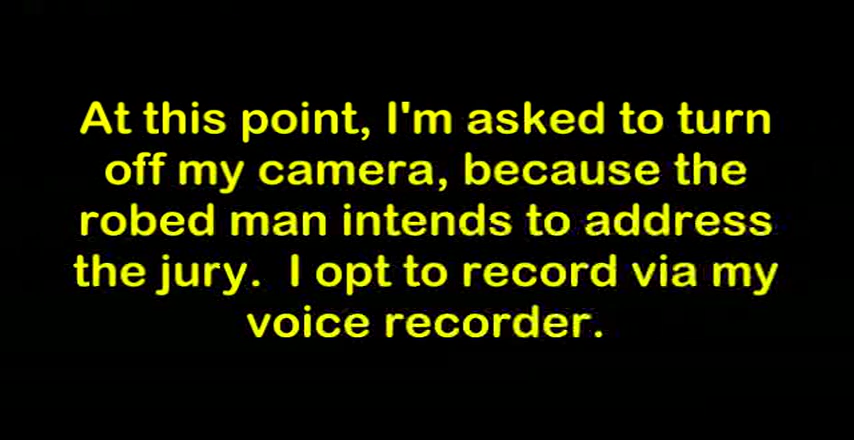 At this point, I'm asked to turn
off my camera, because the
robed man intends to address
the jury.  I opt to record via my
voice recorder.